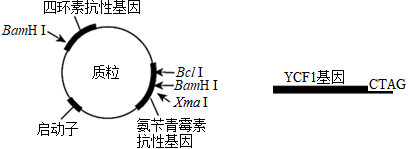 四环素抗性基因
BamH I
质粒
Bcl I
BamH I
Xma I
启动子
氨苄青霉素
抗性基因
YCF1基因
CTAG